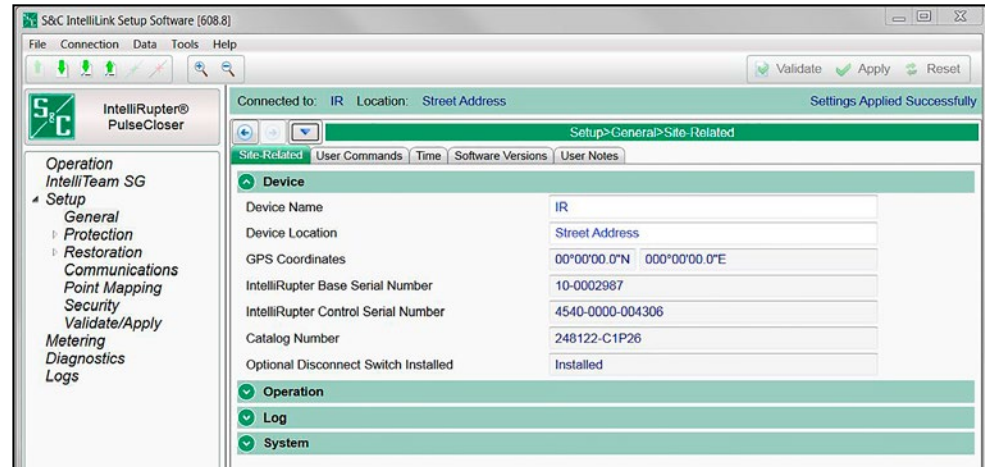 S&C IntelliLink Setup Software [608.8]
File Connection Data Tools Help
Validate Apply Reset
S&C
IntelliRupter®
PulseCloser
Connected to: IR Location: Street Address Settings Applied Successfully
Setup>General>Site-Related
Site-Related User Commands Time Software Versions User Notes
Operation
IntelliTeam SG
Setup
General
Protection
Restoration
Communications
Point Mapping
Security
Validate/Apply
Metering
Diagnostics
Logs
Device
Device Name IR
Device Location Street Address
GPS Coordinates 00°00'00.0"N 000°00'00.0"E
IntelliRupter Base Serial Number 10-0002987
IntelliRupter Control Serial Number 4540-0000-004306
Catalog Number 248122-C1P26
Optional Disconnect Switch Installed Installed
Operation
Log
System